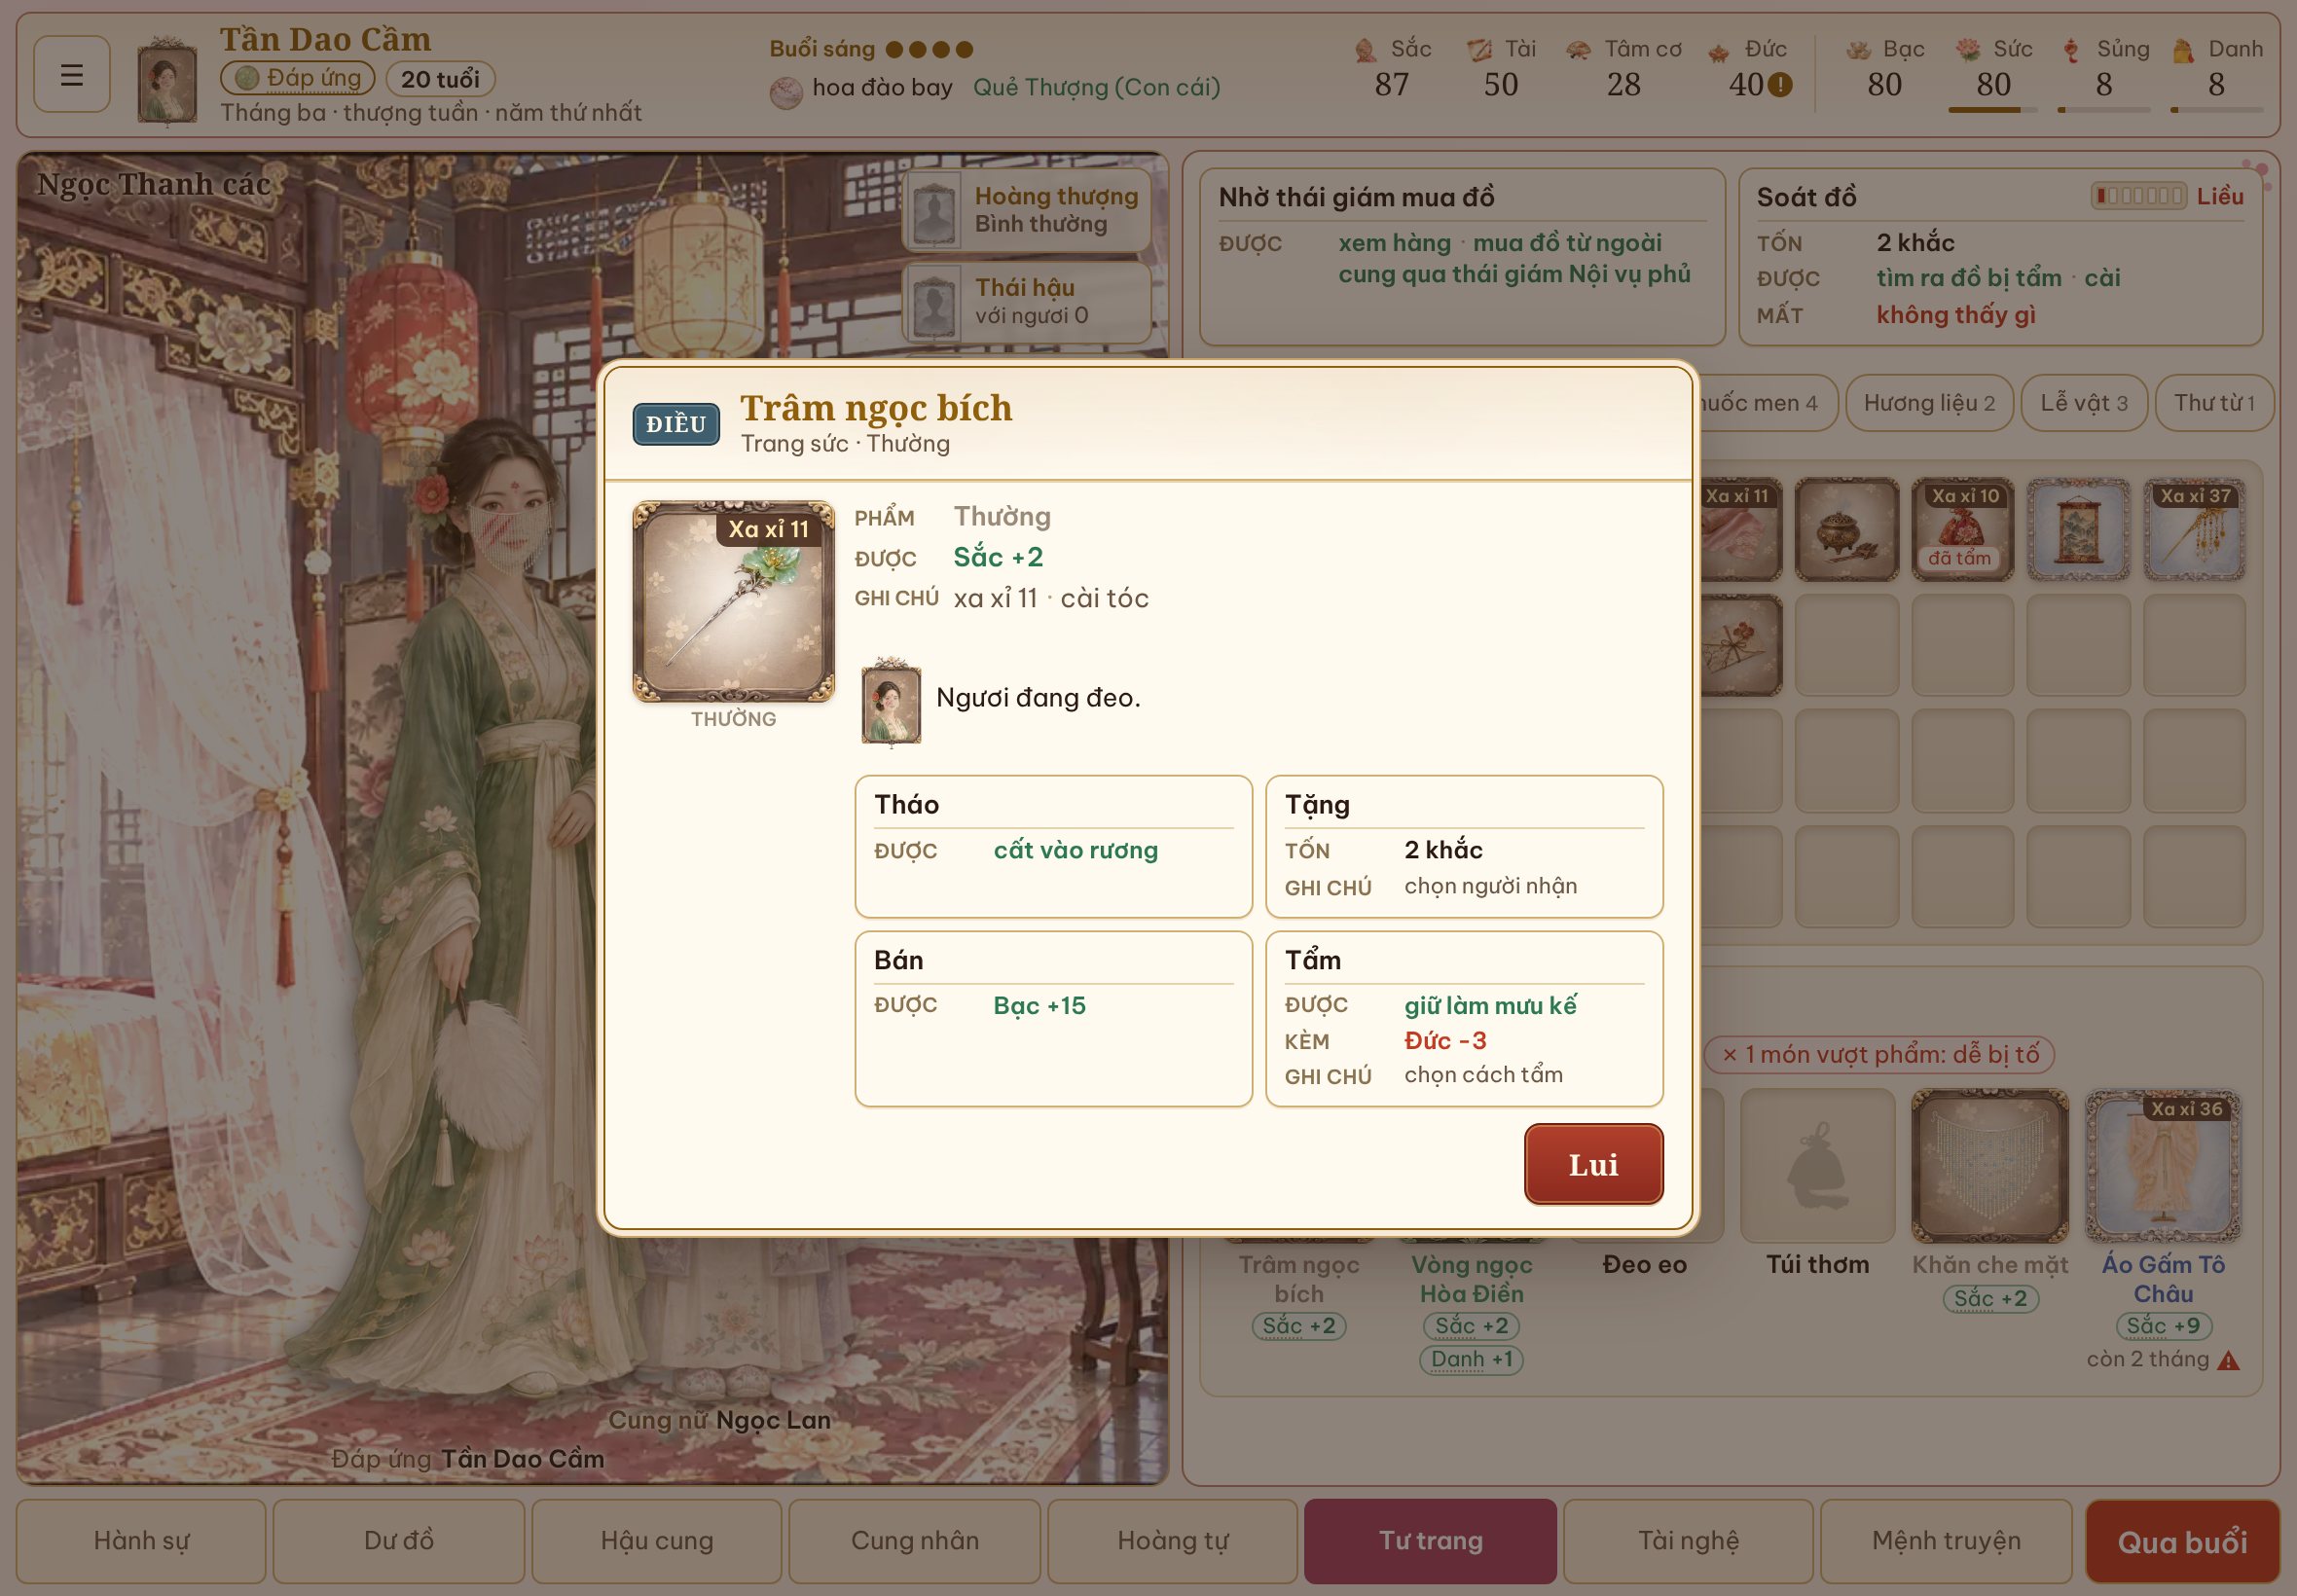 Tần Dao Cầm
Đáp ứng
20 tuổi
Tháng ba · thượng tuần · năm thứ nhất
Buổi sáng
hoa đào bay
Quẻ Thượng (Con cái)
Sắc
87
Tài
50
Tâm cơ
28
Đức
40
Bạc
80
Sức
80
Sủng
8
Danh
8
Ngọc Thanh các
Hoàng thượng
Bình thường
Thái hậu
với ngươi 0
Cung nữ Ngọc Lan
Đáp ứng Tần Dao Cầm
Nhờ thái giám mua đồ
ĐƯỢC xem hàng · mua đồ từ ngoài
cung qua thái giám Nội vụ phủ
Soát đồ
Liều
TỐN 2 khắc
ĐƯỢC tìm ra đồ bị tẩm · cài
MẤT không thấy gì
men 4
Hương liệu 2
Lễ vật 3
Thư từ 1
Xa xỉ 11
Xa xỉ 10
đã tẩm
Xa xỉ 37
ĐIỀU
Trâm ngọc bích
Trang sức · Thường
Xa xỉ 11
THƯỜNG
PHẨM Thường
ĐƯỢC Sắc +2
GHI CHÚ xa xỉ 11 · cài tóc
Ngươi đang đeo.
Tháo
ĐƯỢC cất vào rương
Tặng
TỐN 2 khắc
GHI CHÚ chọn người nhận
Bán
ĐƯỢC Bạc +15
Tẩm
ĐƯỢC giữ làm mưu kế
KÈM Đức -3
GHI CHÚ chọn cách tẩm
Lui
× 1 món vượt phẩm: dễ bị tố
Xa xỉ 36
Trâm ngọc
bích
Sắc +2
Vòng ngọc
Hòa Điền
Sắc +2
Danh +1
Đeo eo
Túi thơm
Khăn che mặt
Sắc +2
Áo Gấm Tô
Châu
Sắc +9
còn 2 tháng
Hành sự
Dư đồ
Hậu cung
Cung nhân
Hoàng tự
Tư trang
Tài nghệ
Mệnh truyện
Qua buổi